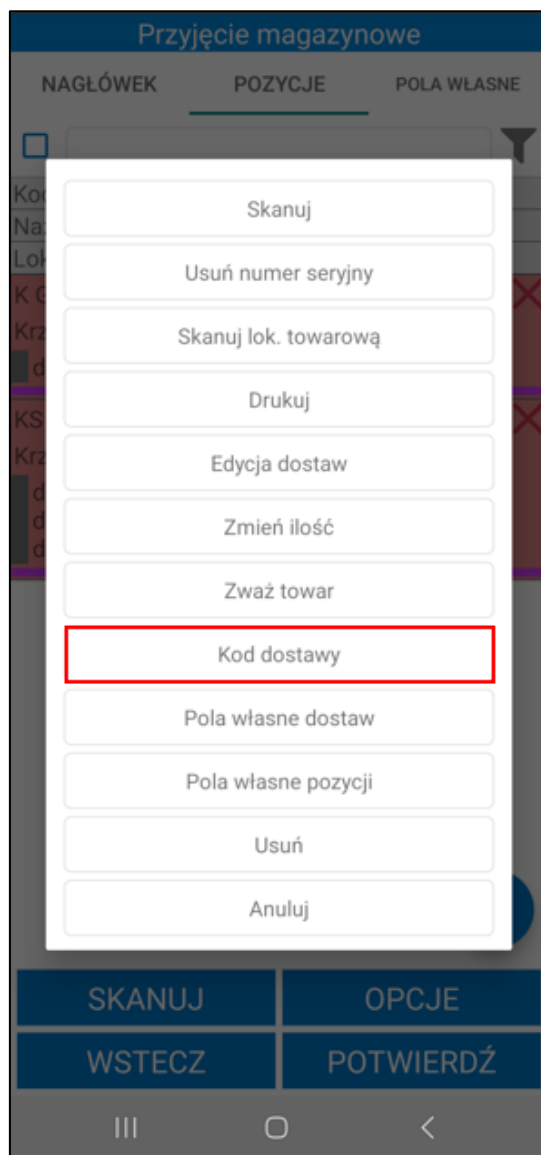 Przyjęcie magazynowe
NAGŁÓWEK POZYCJE POLA WŁASNE
Skanuj
Usuń numer seryjny
Skanuj lok. towarową
Drukuj
Edycja dostaw
Zmień ilość
Zważ towar
Kod dostawy
Pola własne dostaw
Pola własne pozycji
Usuń
Anuluj
SKANUJ OPCJE
WSTECZ POTWIERDŹ